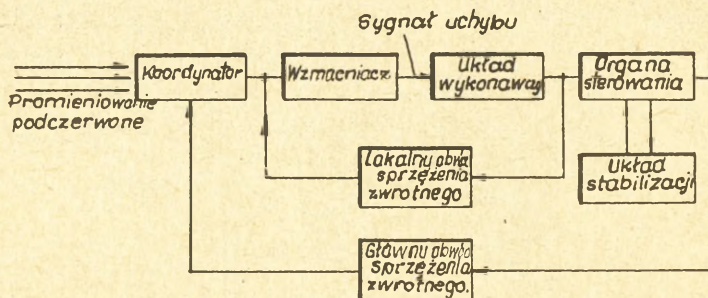 Sygnał uchybu
Koordynator
Wzmacniacz
Układ
wykonawcz
Organa
sterowania
Promieniowanie
podczerwone
Lokalny obwód
sprzężenia
zwrotnego
Układ
stabilizacji
Główny obwód
sprzężenia
zwrotnego.